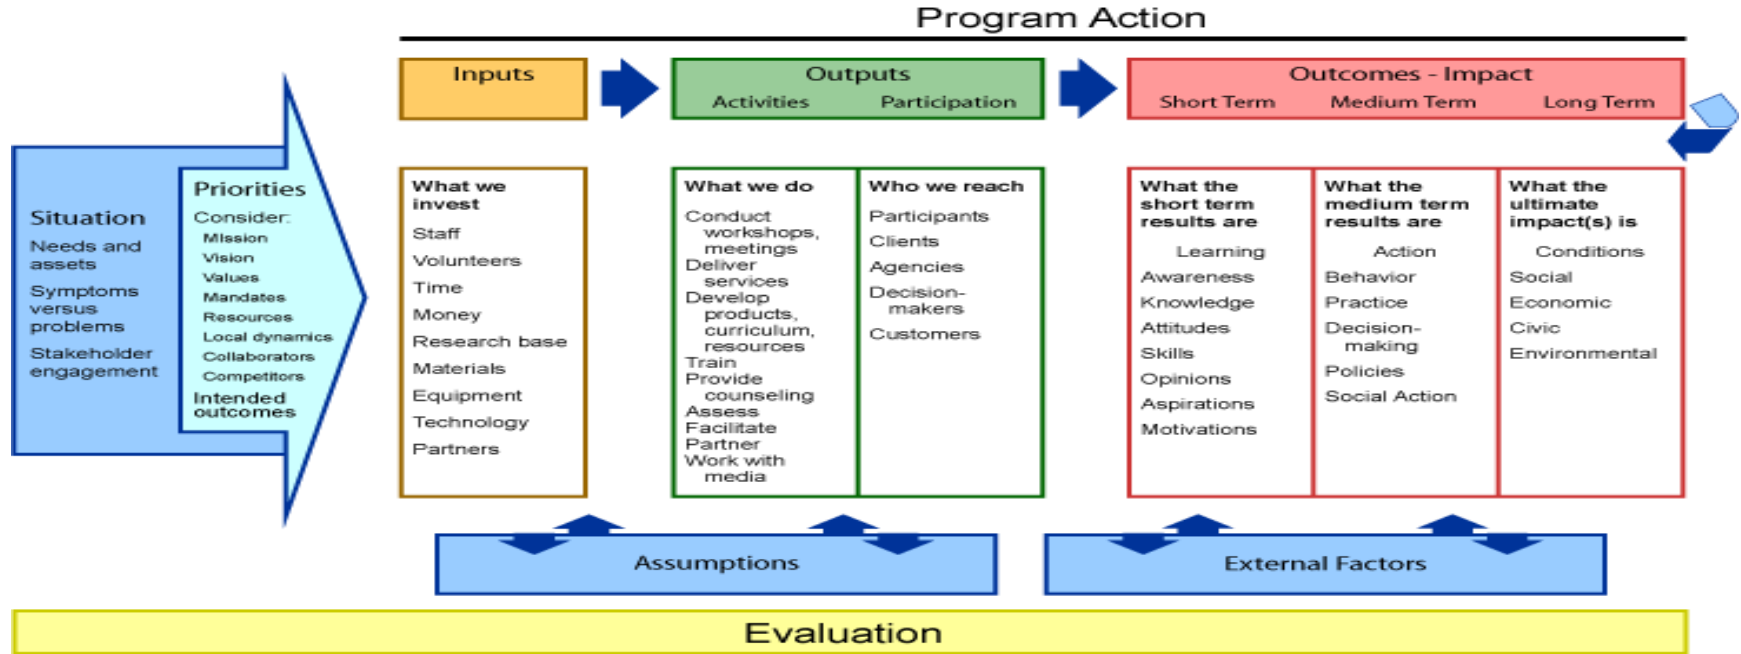 Program Action
Inputs
Outputs
Activities
Participation
Outcomes - Impact
Short Term
Medium Term
Long Term
Situation
Needs and
assets
Symptoms
versus
problems
Stakeholder
engagement
Priorities
Consider:
Mission
Vision
Values
Mandates
Resources
Local dynamics
Collaborators
Competitors
Intended
outcomes
What we
invest
Staff
Volunteers
Time
Money
Research base
Materials
Equipment
Technology
Partners
What we do
Conduct
workshops,
meetings
Deliver
services
Develop
products,
curriculum,
resources
Train
Provide
counseling
Assess
Facilitate
Partner
Work with
media
Who we reach
Participants
Clients
Agencies
Decision-
makers
Customers
What the
short term
results are
Learning
Awareness
Knowledge
Attitudes
Skills
Opinions
Aspirations
Motivations
What the
medium term
results are
Action
Behavior
Practice
Decision-
making
Policies
Social Action
What the
ultimate
impact(s) is
Conditions
Social
Economic
Civic
Environmental
Assumptions
External Factors
Evaluation